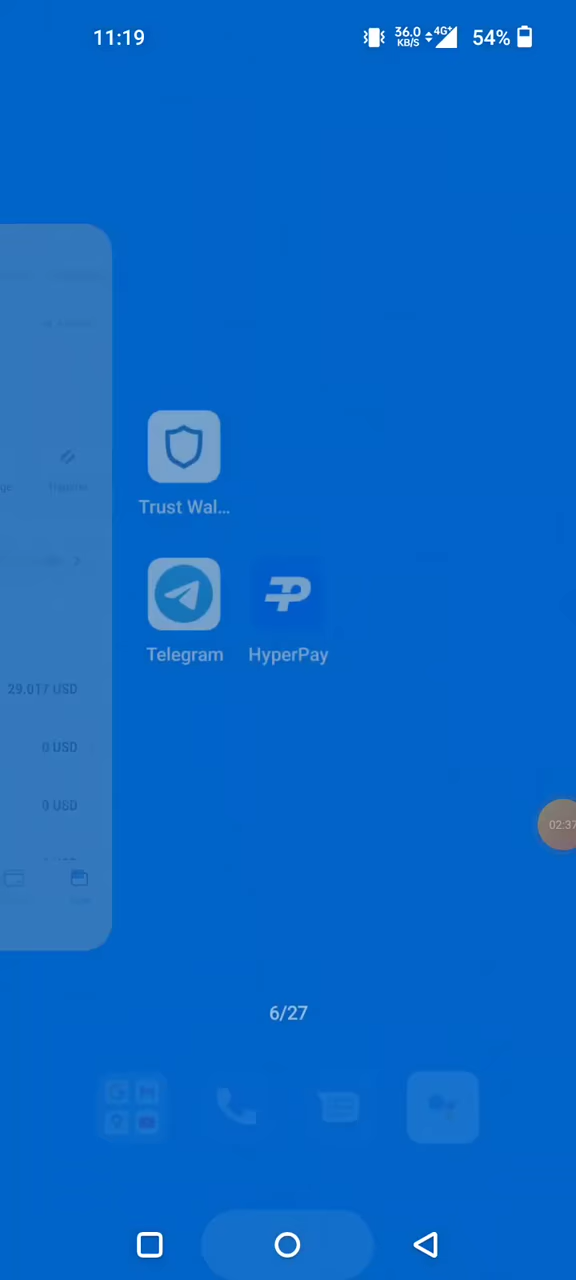 11:19
36.0
KB/S
4G+
54%
Trust Wal...
Telegram
HyperPay
29.017 USD
0 USD
0 USD
02:37
6/27